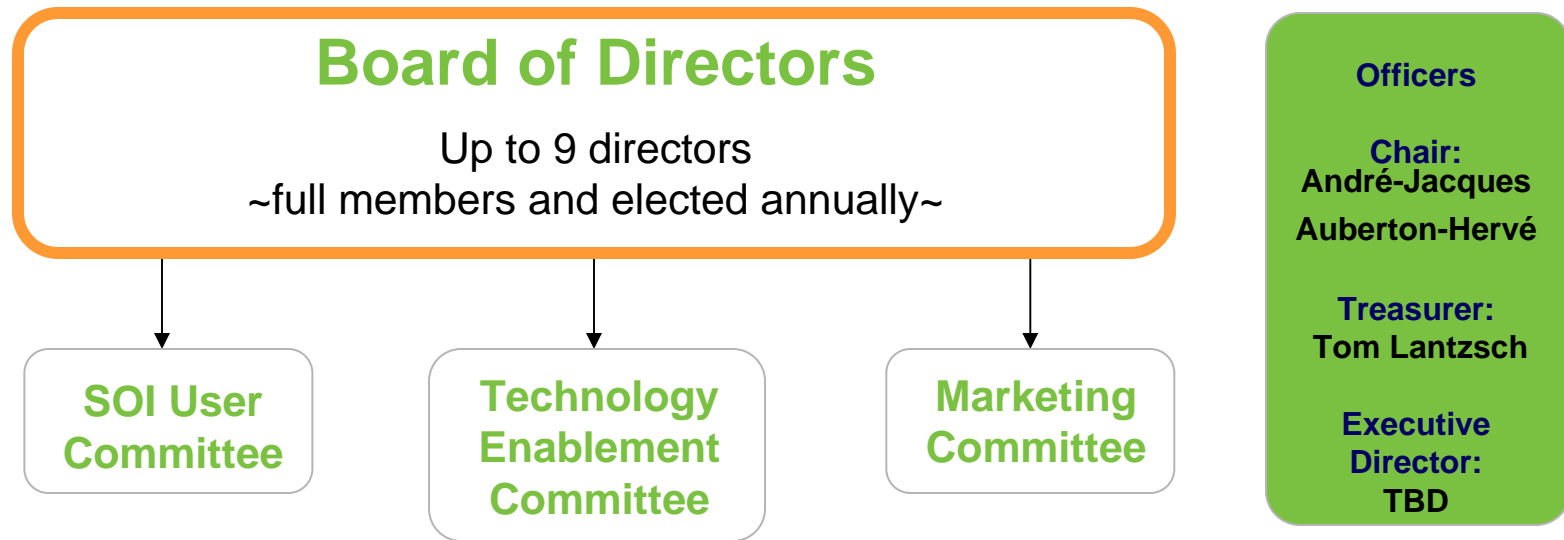 Board of Directors
Up to 9 directors
~full members and elected annually~
SOI User
Committee
Technology
Enablement
Committee
Marketing
Committee
Officers
Chair:
André-Jacques
Auberton-Hervé
Treasurer:
Tom Lantzsch
Executive
Director:
TBD